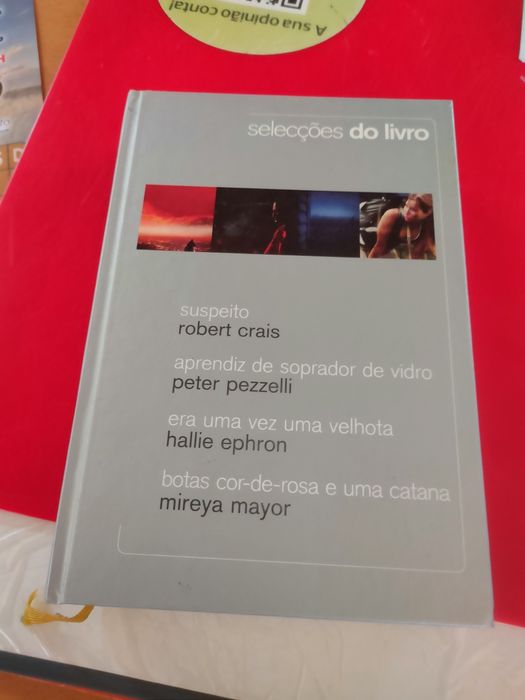 A sua opinião conta!
selecções do livro
suspeito
robert crais
aprendiz de soprador de vidro
peter pezzelli
era uma vez uma velhota
hallie ephron
botas cor-de-rosa e uma catana
mireya mayor